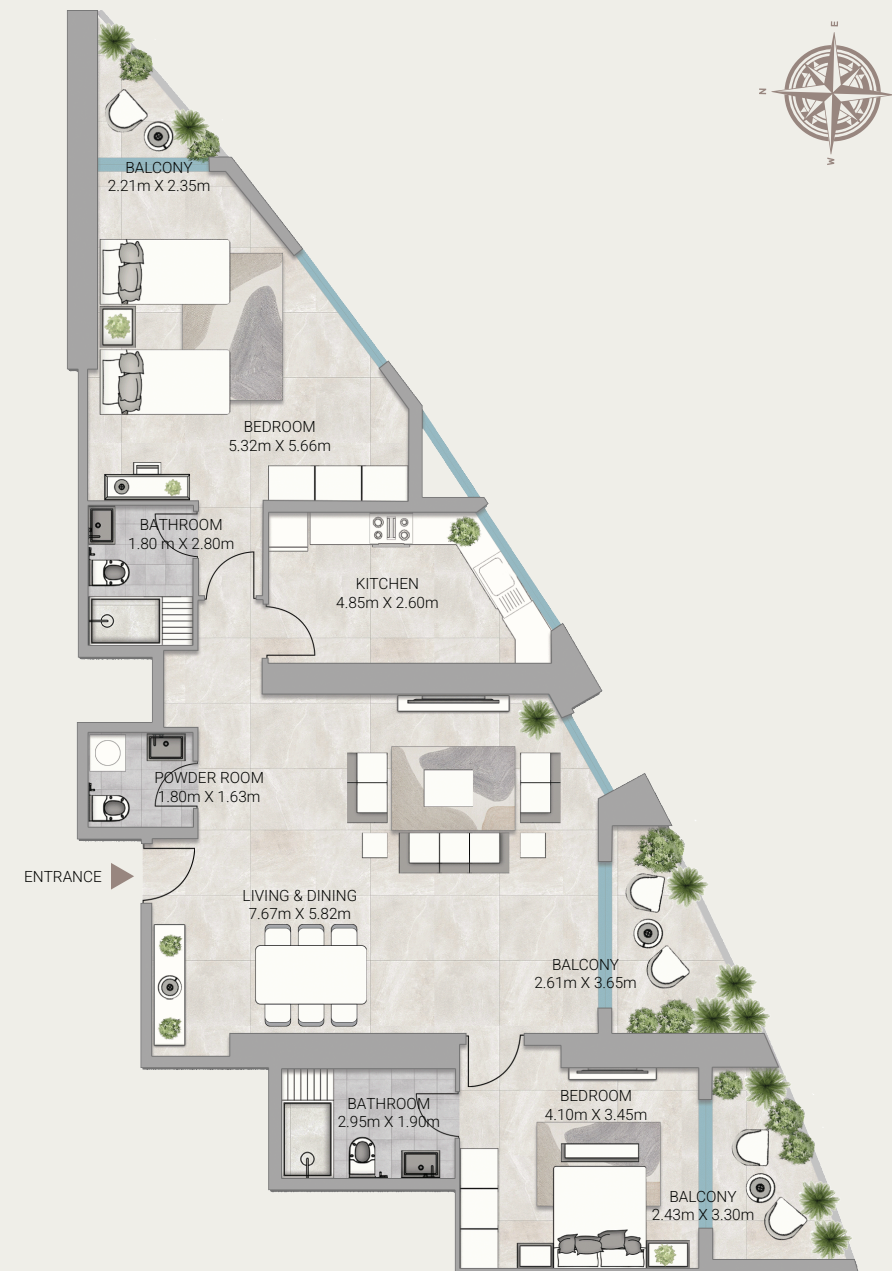 E
N
W
BALCONY
2.21m X 2.35m
BEDROOM
5.32m X 5.66m
BATHROOM
1.80 m X 2.80m
KITCHEN
4.85m X 2.60m
POWDER ROOM
1.80m X 1.63m
ENTRANCE
LIVING & DINING
7.67m X 5.82m
BALCONY
2.61m X 3.65m
BEDROOM
4.10m X 3.45m
BATHROOM
2.95m X 1.90m
BALCONY
2.43m X 3.30m